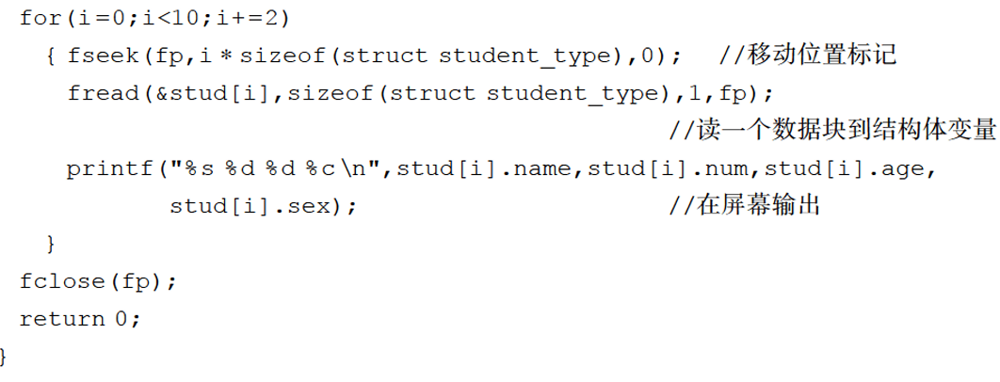 for(i=0;i<10;i+=2)
{ fseek(fp,i*sizeof(struct student_type),0); //移动位置标记
fread(&stud[i],sizeof(struct student_type),1,fp);
//读一个数据块到结构体变量
printf("%s %d %d %c\n",stud[i].name,stud[i].num,stud[i].age,
stud[i].sex); //在屏幕输出
}
fclose(fp);
return 0;
}